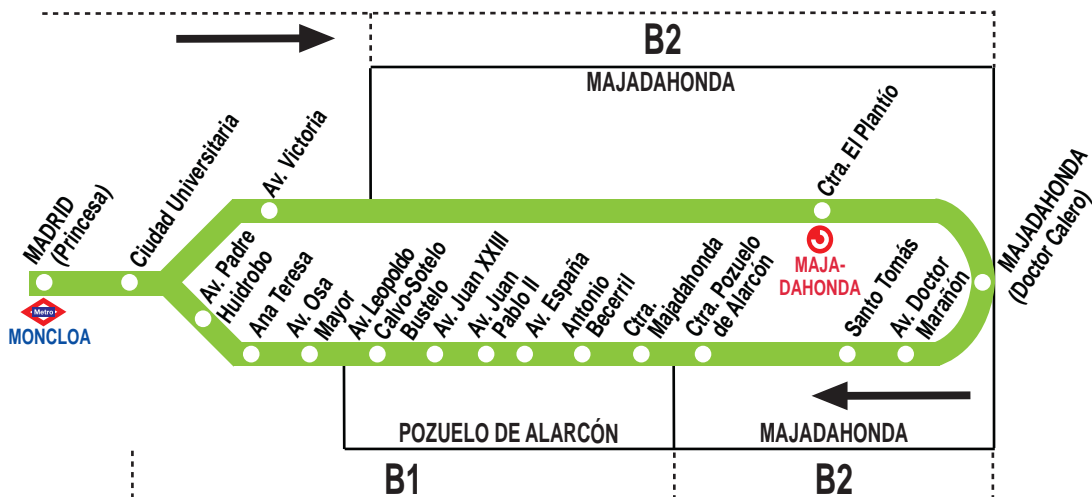 B2
MAJADAHONDA
MADRID
(Princesa)
Ciudad Universitaria
Av. Victoria
Ctra. El Plantío
MAJADAHONDA
(Doctor Calero)
Metro
MONCLOA
MAJA-
DAHONDA
Av. Padre
Huidrobo
Ana Teresa
Av. Osa
Mayor
Av. Leopoldo
Calvo-Sotelo
Bustelo
Av. Juan XXIII
Av. Juan
Pablo II
Av. España
Antonio
Becerril
Ctra.
Majadahonda
Ctra. Pozuelo
de Alarcón
Santo Tomás
Av. Doctor
Marañón
POZUELO DE ALARCÓN
MAJADAHONDA
B1
B2